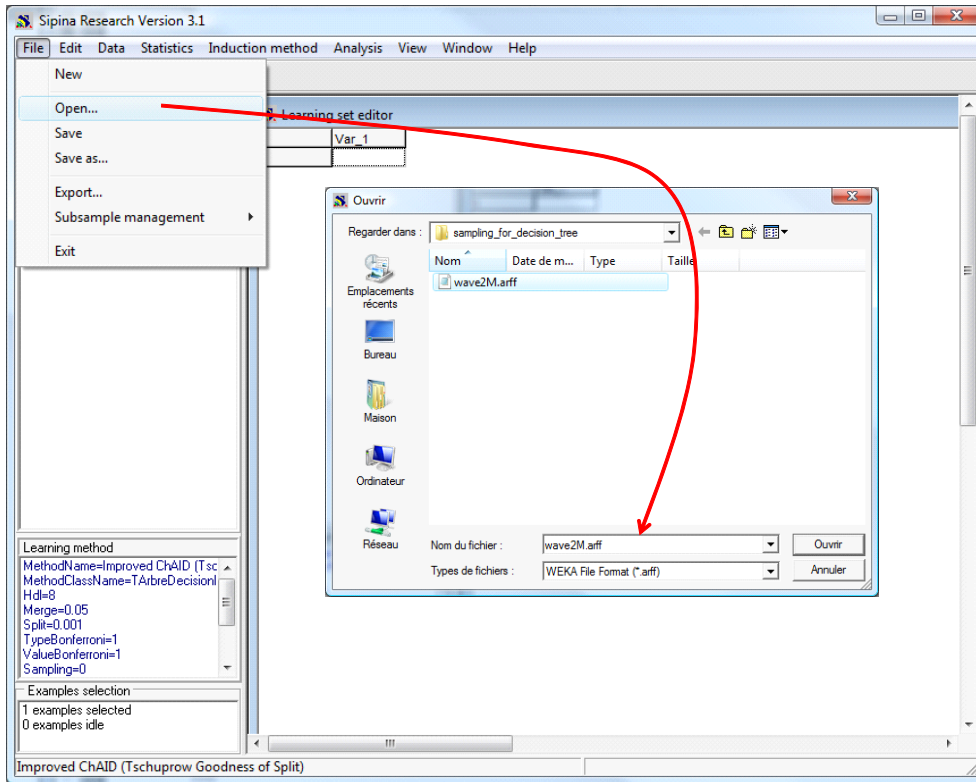 Sipina Research Version 3.1
File Edit Data Statistics Induction method Analysis View Window Help
New
Open...
Save
Save as...
Export...
Subsample management
Exit
Learning set editor
Var_1
Ouvrir
Regarder dans : sampling_for_decision_tree
Nom Date de m... Type Taille
wave2M.arff
Emplacements
récents
Bureau
Maison
Ordinateur
Réseau
Nom du fichier : wave2M.arff Ouvrir
Types de fichiers : WEKA File Format (*.arff) Annuler
Learning method
MethodName=Improved ChAID (Tsc
MethodClassName=TArbreDecisionI
Hdl=8
Merge=0.05
Split=0.001
TypeBonferroni=1
ValueBonferroni=1
Sampling=0
Examples selection
1 examples selected
0 examples idle
Improved ChAID (Tschuprow Goodness of Split)